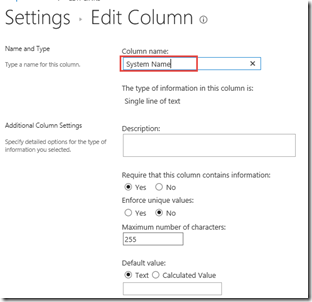 Settings › Edit Column
Name and Type
Type a name for this column.
Column name:
System Name
The type of information in this column is:
Single line of text
Additional Column Settings
Specify detailed options for the type of
information you selected.
Description:
Require that this column contains information:
Yes No
Enforce unique values:
Yes No
Maximum number of characters:
255
Default value:
Text Calculated Value